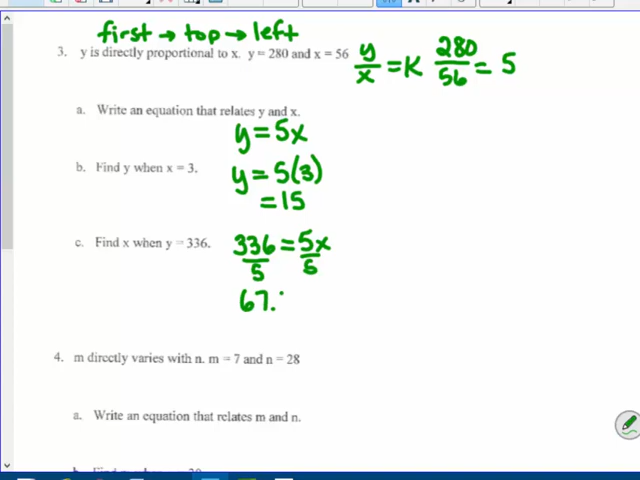 first → top → left
3. y is directly proportional to x. y = 280 and x = 56 y/x = K 280/56 = 5
a. Write an equation that relates y and x.
y = 5x
b. Find y when x = 3. y = 5(3)
= 15
c. Find x when y = 336. 336/5 = 5x/5
67.
4. m directly varies with n. m = 7 and n = 28
a. Write an equation that relates m and n.